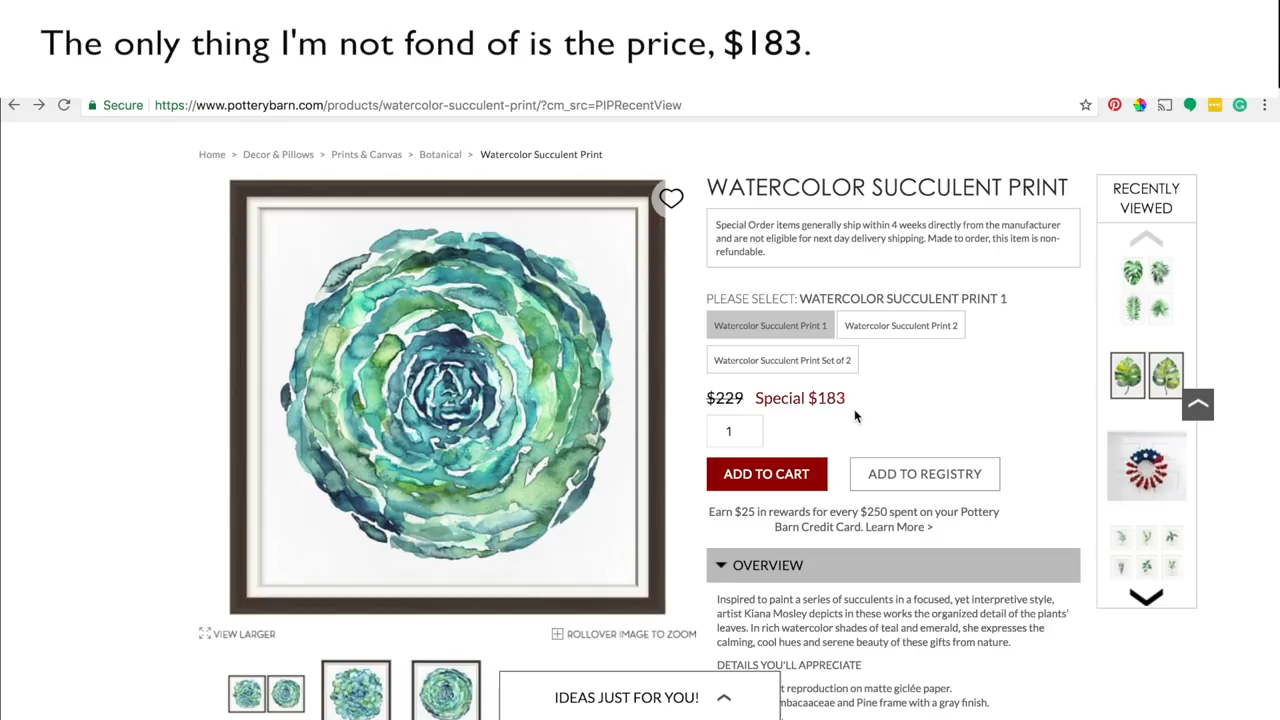 The only thing I'm not fond of is the price, $183.
Secure https://www.potterybarn.com/products/watercolor-succulent-print/?cm_src=PIPRecentView
Home > Decor & Pillows > Prints & Canvas > Botanical > Watercolor Succulent Print
WATERCOLOR SUCCULENT PRINT
Special Order items generally ship within 4 weeks directly from the manufacturer
and are not eligible for next day delivery shipping. Made to order, this item is non-
refundable.
PLEASE SELECT: WATERCOLOR SUCCULENT PRINT 1
Watercolor Succulent Print 1 Watercolor Succulent Print 2
Watercolor Succulent Print Set of 2
$229 Special $183
1
ADD TO CART ADD TO REGISTRY
Earn $25 in rewards for every $250 spent on your Pottery
Barn Credit Card. Learn More >
OVERVIEW
Inspired to paint a series of succulents in a focused, yet interpretive style,
artist Kiana Mosley depicts in these works the organized detail of the plants'
leaves. In rich watercolor shades of teal and emerald, she expresses the
calming, cool hues and serene beauty of these gifts from nature.
DETAILS YOU'LL APPRECIATE
t reproduction on matte giclée paper.
mbacaaceae and Pine frame with a gray finish.
RECENTLY
VIEWED
VIEW LARGER
ROLLOVER IMAGE TO ZOOM
IDEAS JUST FOR YOU!